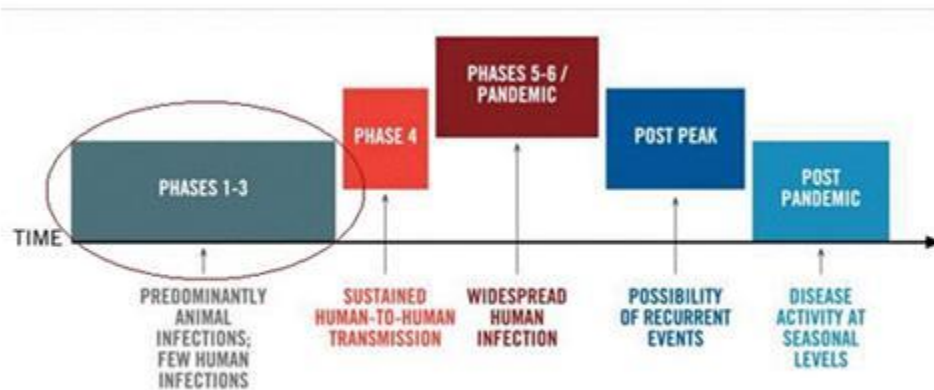 PHASES 5-6 /
PANDEMIC
PHASE 4
POST PEAK
PHASES 1-3
POST
PANDEMIC
TIME
PREDOMINANTLY
ANIMAL
INFECTIONS;
FEW HUMAN
INFECTIONS
SUSTAINED
HUMAN-TO-HUMAN
TRANSMISSION
WIDESPREAD
HUMAN
INFECTION
POSSIBILITY
OF RECURRENT
EVENTS
DISEASE
ACTIVITY AT
SEASONAL
LEVELS